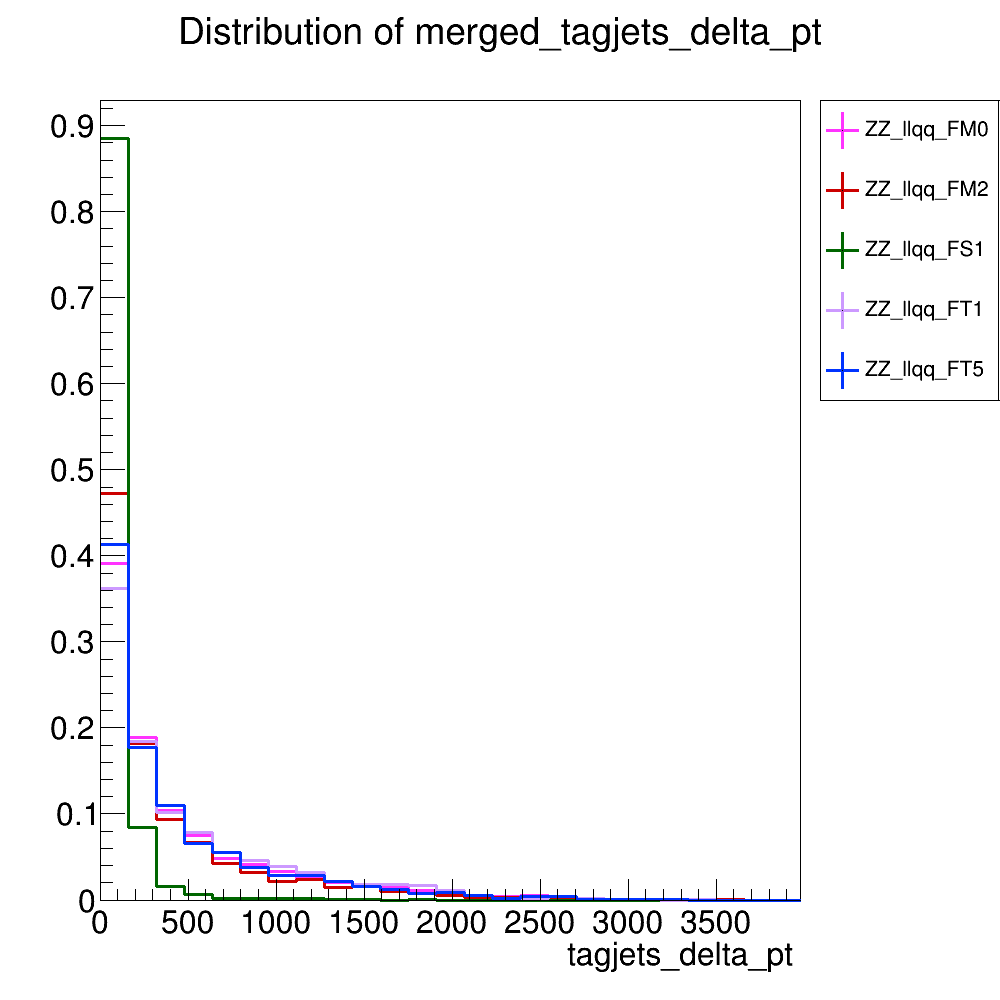 Distribution of merged_tagjets_delta_pt
0.9
0.8
0.7
0.6
0.5
0.4
0.3
0.2
0.1
0
0 500 1000 1500 2000 2500 3000 3500
tagjets_delta_pt
ZZ_llqq_FM0
ZZ_llqq_FM2
ZZ_llqq_FS1
ZZ_llqq_FT1
ZZ_llqq_FT5